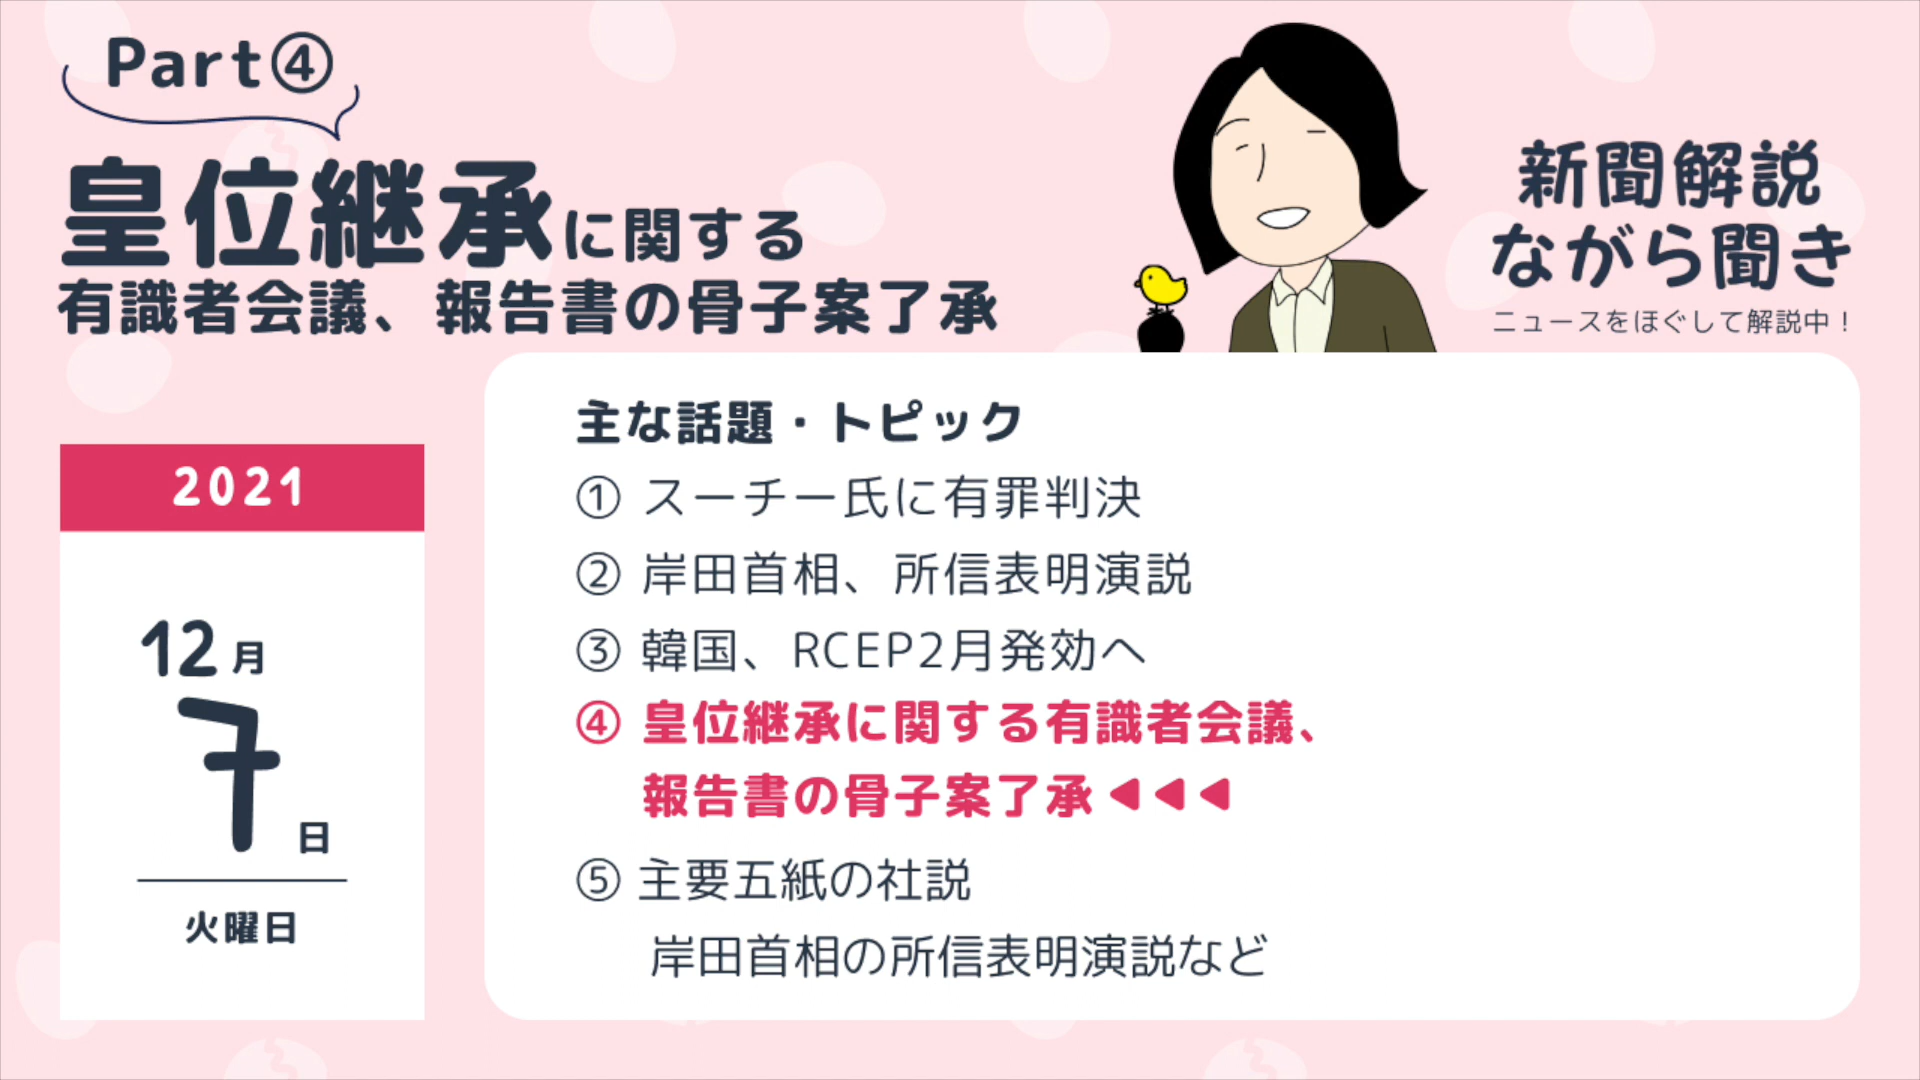 Part④
皇位継承に関する
有識者会議、報告書の骨子案了承
新聞解説
ながら聞き
ニュースをほぐして解説中！
2021
12月
7日
火曜日
主な話題・トピック
① スーチー氏に有罪判決
② 岸田首相、所信表明演説
③ 韓国、RCEP2月発効へ
④ 皇位継承に関する有識者会議、
報告書の骨子案了承◀◀◀
⑤ 主要五紙の社説
岸田首相の所信表明演説など